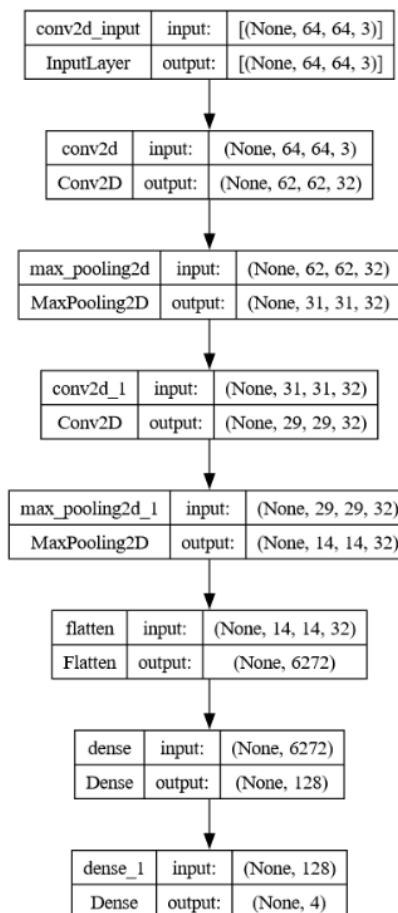 conv2d_input input: [(None, 64, 64, 3)]
InputLayer output: [(None, 64, 64, 3)]
conv2d input: (None, 64, 64, 3)
Conv2D output: (None, 62, 62, 32)
max_pooling2d input: (None, 62, 62, 32)
MaxPooling2D output: (None, 31, 31, 32)
conv2d_1 input: (None, 31, 31, 32)
Conv2D output: (None, 29, 29, 32)
max_pooling2d_1 input: (None, 29, 29, 32)
MaxPooling2D output: (None, 14, 14, 32)
flatten input: (None, 14, 14, 32)
Flatten output: (None, 6272)
dense input: (None, 6272)
Dense output: (None, 128)
dense_1 input: (None, 128)
Dense output: (None, 4)